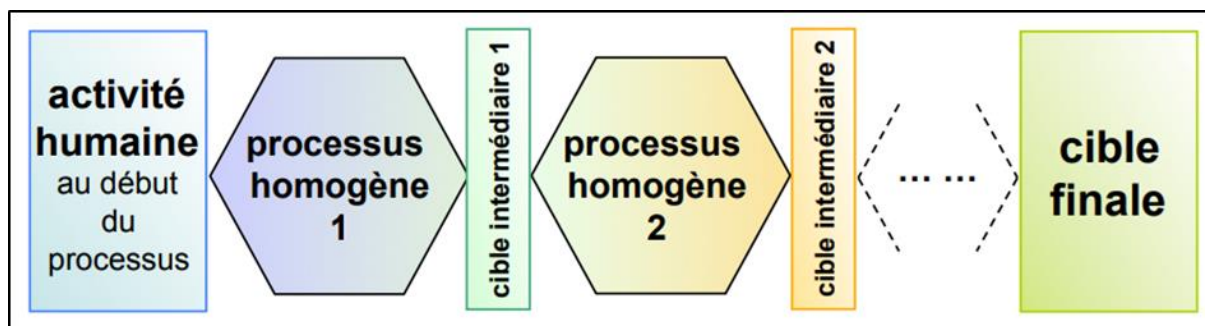 activité
humaine
au début
du
processus
processus
homogène
1
cible intermédiaire 1
processus
homogène
2
cible intermédiaire 2
... ...
cible
finale